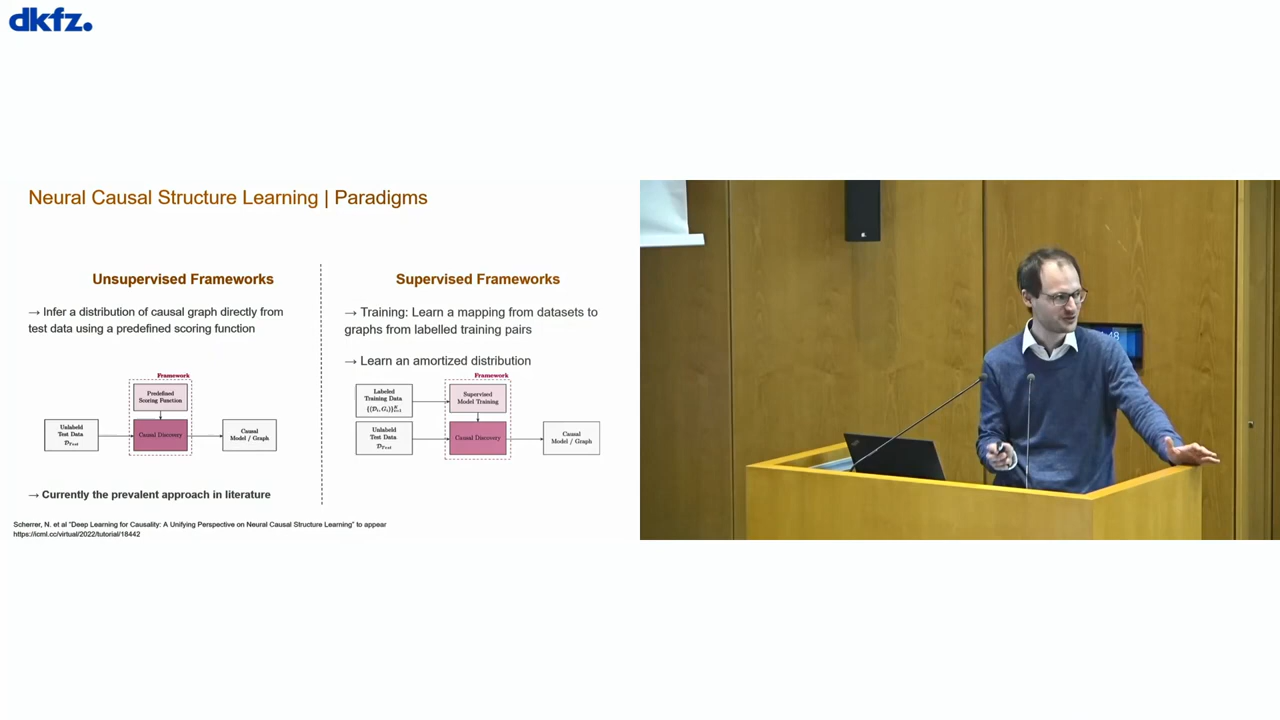 dkfz.
Neural Causal Structure Learning | Paradigms
Unsupervised Frameworks
→ Infer a distribution of causal graph directly from
test data using a predefined scoring function
Framework
Predefined
Scoring Function
Unlabeld
Test Data
D_Test
Causal Discovery
Causal
Model / Graph
→ Currently the prevalent approach in literature
Supervised Frameworks
→ Training: Learn a mapping from datasets to
graphs from labelled training pairs
→ Learn an amortized distribution
Framework
Labeled
Training Data
Supervised
Model Training
Unlabeld
Test Data
D_Test
Causal Discovery
Causal
Model / Graph
Scherrer, N. et al "Deep Learning for Causality: A Unifying Perspective on Neural Causal Structure Learning" to appear
https://icml.cc/virtual/2022/tutorial/18442